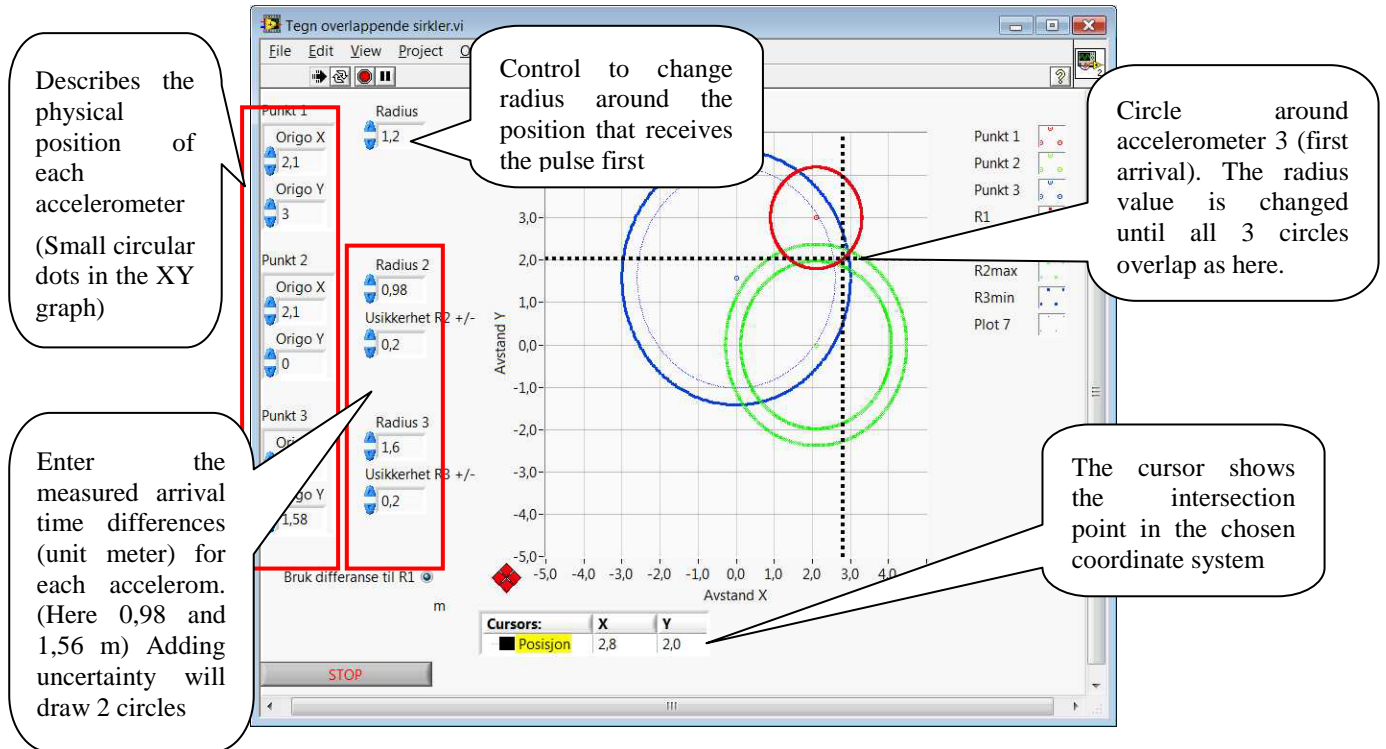 Tegn overlappende sirkler.vi
File Edit View Project O
2
Describes the
physical
position of
each
accelerometer
(Small circular
dots in the XY
graph)
Control to change
radius around the
position that receives
the pulse first
Circle around
accelerometer 3 (first
arrival). The radius
value is changed
until all 3 circles
overlap as here.
Enter the
measured arrival
time differences
(unit meter) for
each accelerom.
(Here 0,98 and
1,56 m) Adding
uncertainty will
draw 2 circles
The cursor shows
the intersection
point in the chosen
coordinate system
Punkt 1
Origo X
2,1
Origo Y
3
Punkt 2
Origo X
2,1
Origo Y
0
Punkt 3
Ori
go Y
1,58
Radius
1,2
Radius 2
0,98
Usikkerhet R2 +/-
0,2
Radius 3
1,6
Usikkerhet R3 +/-
0,2
Bruk differanse til R1
m
STOP
Avstand Y
3,0
2,0
1,0
0,0
-1,0
-2,0
-3,0
-4,0
-5,0
-5,0 -4,0 -3,0 -2,0 -1,0 0,0 1,0 2,0 3,0 4,0
Avstand X
Punkt 1
Punkt 2
Punkt 3
R1
R2max
R3min
Plot 7
Cursors: X Y
Posisjon 2,8 2,0